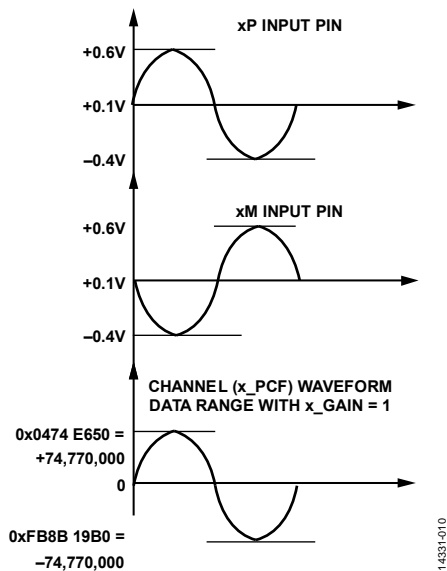 xP INPUT PIN
+0.6V
+0.1V
–0.4V
xM INPUT PIN
+0.6V
+0.1V
–0.4V
CHANNEL (x_PCF) WAVEFORM
DATA RANGE WITH x_GAIN = 1
0x0474 E650 =
+74,770,000
0
0xFB8B 19B0 =
–74,770,000
14331-010